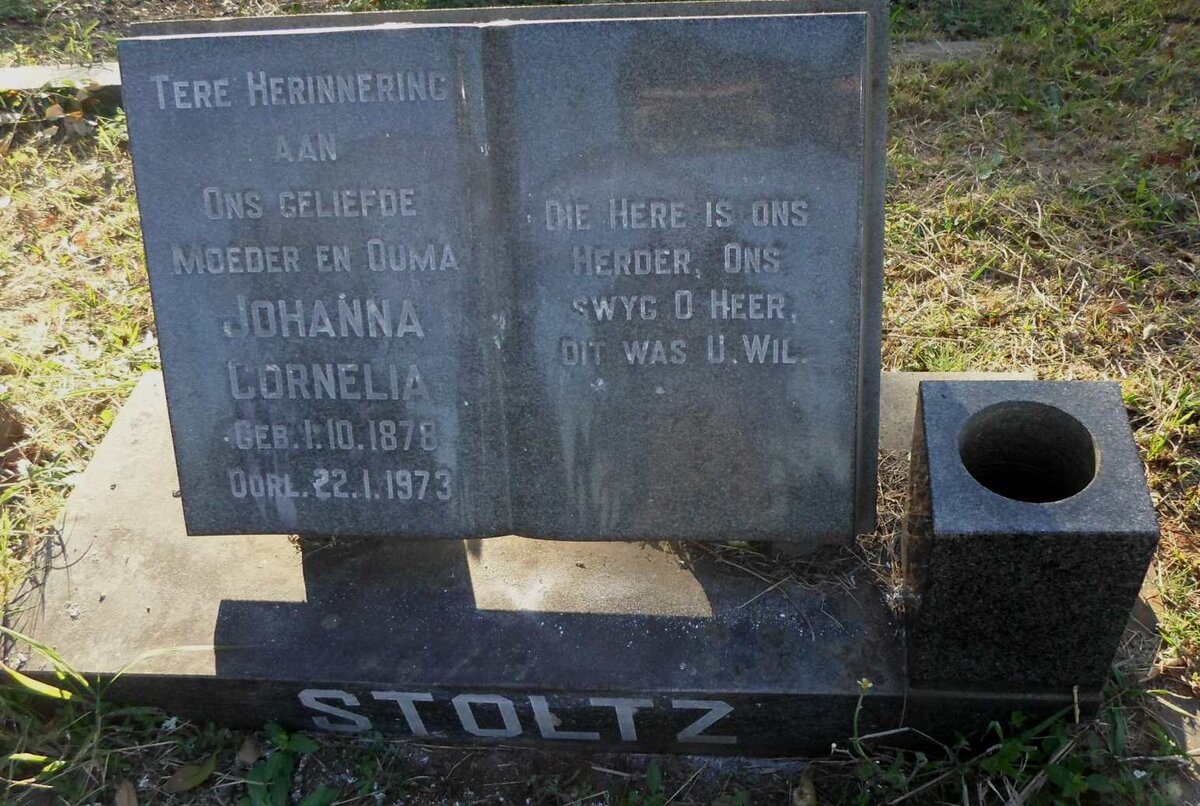 TERE HERINNERING
AAN
ONS GELIEFDE
MOEDER EN OUMA
JOHANNA
CORNELIA
GEB.1.10.1878
OORL.22.1.1973
DIE HERE IS ONS
HERDER, ONS
SWYG O HEER,
DIT WAS U.WIL.
STOLTZ